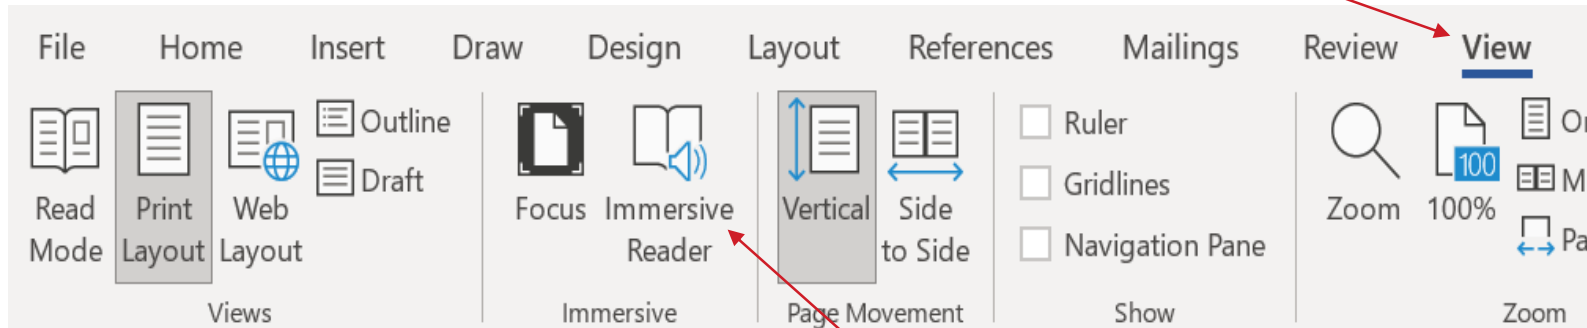 File Home Insert Draw Design Layout References Mailings Review View
Read Mode
Print Layout
Web Layout
Outline
Draft
Views
Focus
Immersive Reader
Immersive
Vertical
Side to Side
Page Movement
Ruler
Gridlines
Navigation Pane
Show
Zoom
100
100%
Zoom